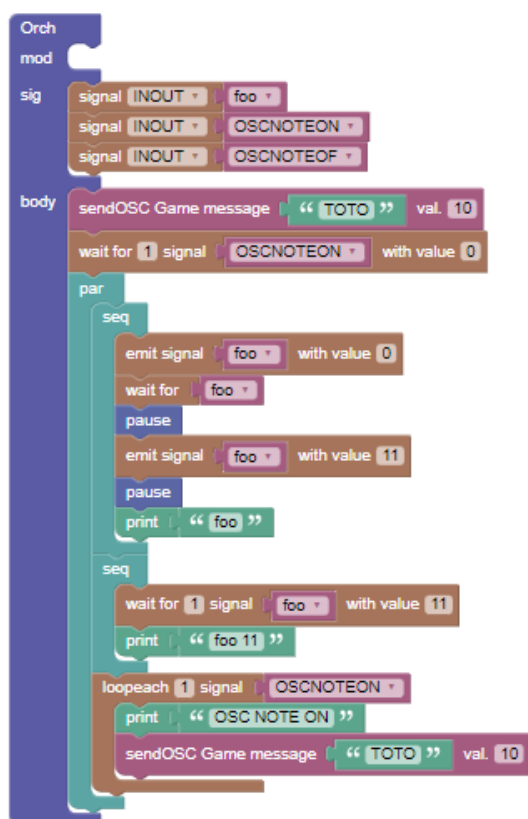 Orch
mod
sig signal INOUT foo
signal INOUT OSCNOTEON
signal INOUT OSCNOTEOF
body sendOSC Game message “ TOTO ” val. 10
wait for 1 signal OSCNOTEON with value 0
par
seq
emit signal foo with value 0
wait for foo
pause
emit signal foo with value 11
pause
print “ foo ”
seq
wait for 1 signal foo with value 11
print “ foo 11 ”
loopeach 1 signal OSCNOTEON
print “ OSC NOTE ON ”
sendOSC Game message “ TOTO ” val. 10